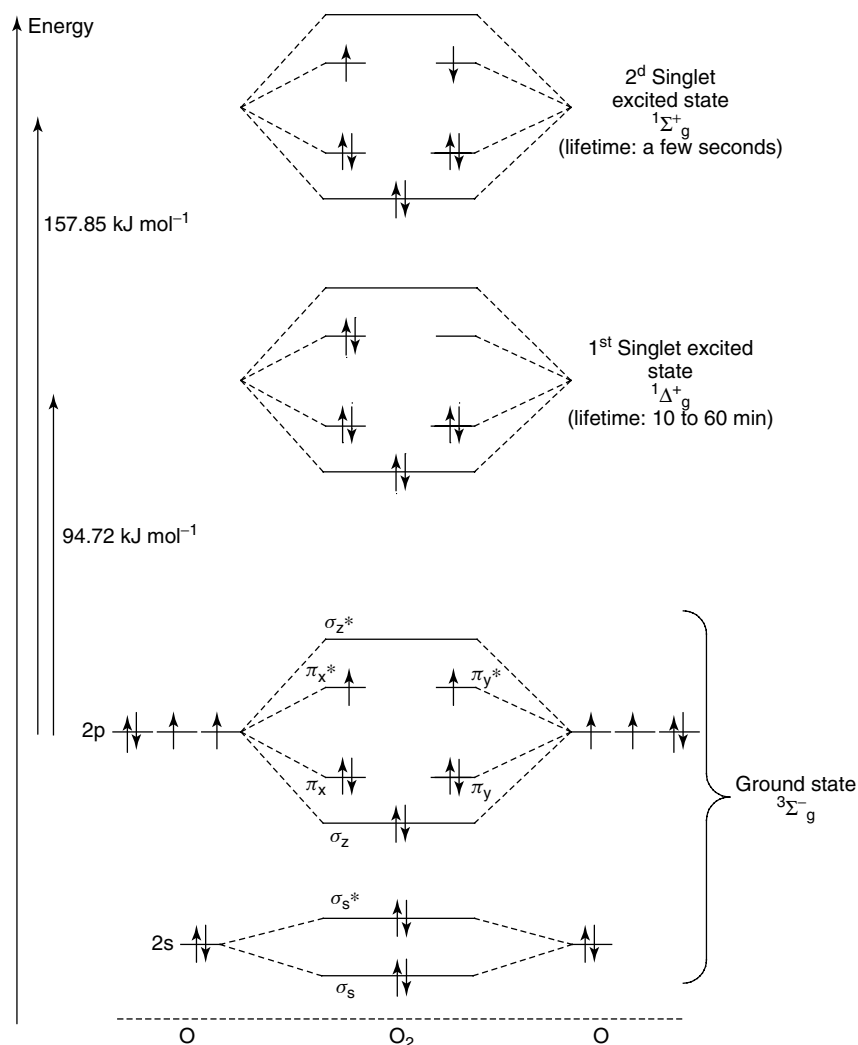 Energy
2ᵈ Singlet
excited state
¹Σ⁺g
(lifetime: a few seconds)
157.85 kJ mol⁻¹
1ˢᵗ Singlet excited
state
¹Δ⁺g
(lifetime: 10 to 60 min)
94.72 kJ mol⁻¹
σz*
πx*
πy*
2p
πx
πy
σz
Ground state
³Σ⁻g
σs*
2s
σs
O
O₂
O